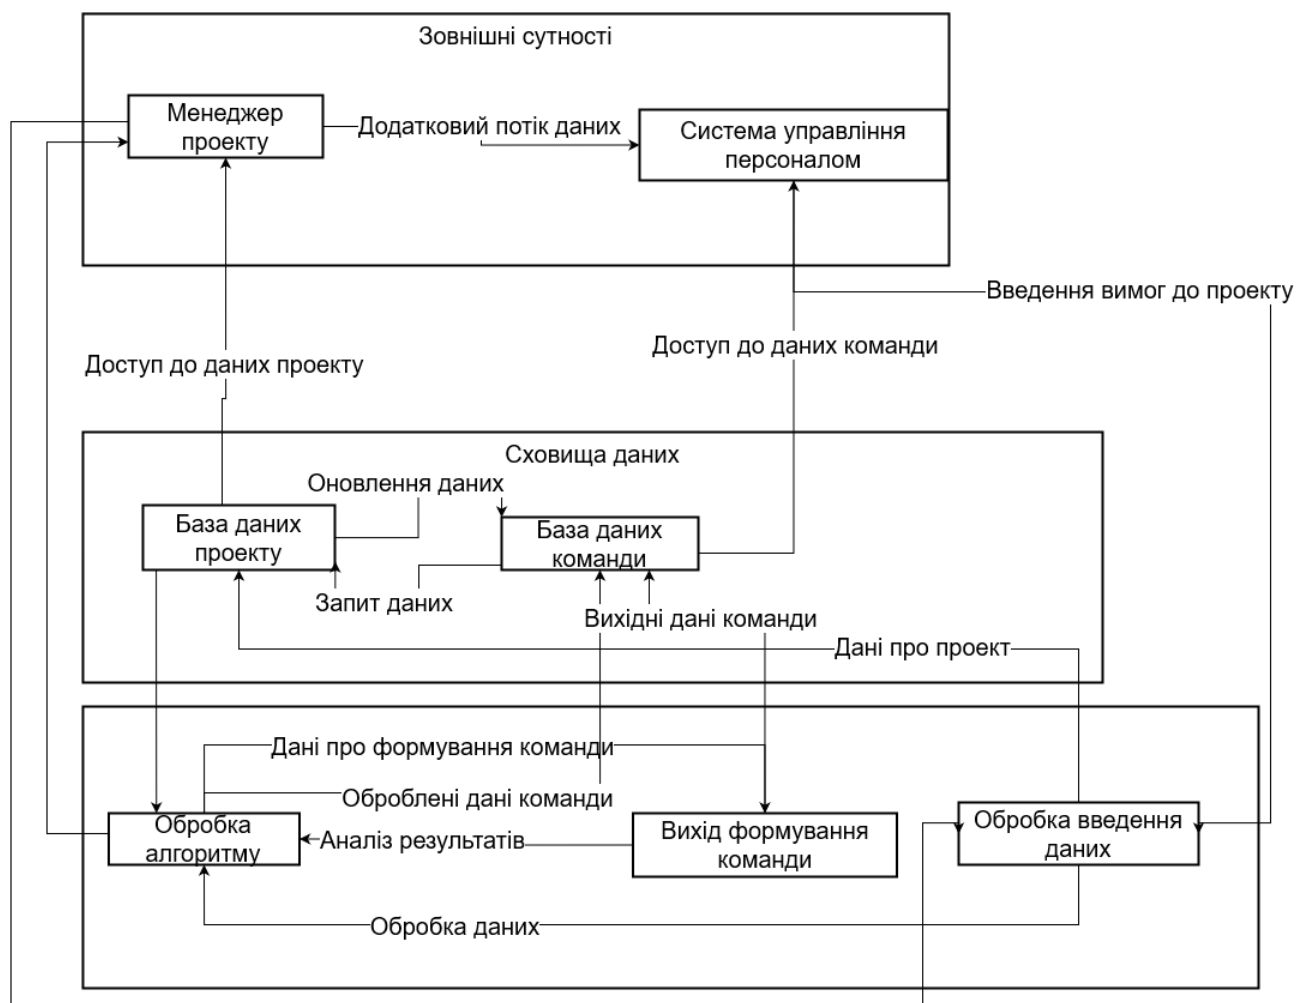 Зовнішні сутності
Менеджер
проекту
Додатковий потік даних
Система управління
персоналом
Введення вимог до проекту
Доступ до даних команди
Доступ до даних проекту
Сховища даних
Оновлення даних
База даних
проекту
База даних
команди
Запит даних
Вихідні дані команди
Дані про проект
Дані про формування команди
Оброблені дані команди
Обробка
алгоритму
Аналіз результатів
Вихід формування
команди
Обробка введення
даних
Обробка даних